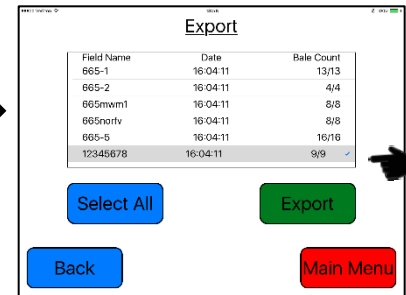 Export
Field Name Date Bale Count
665-1 16:04:11 13/13
665-2 16:04:11 4/4
665mwm1 16:04:11 8/8
665norfv 16:04:11 8/8
665-5 16:04:11 16/16
12345678 16:04:11 9/9
Select All Export
Back Main Menu